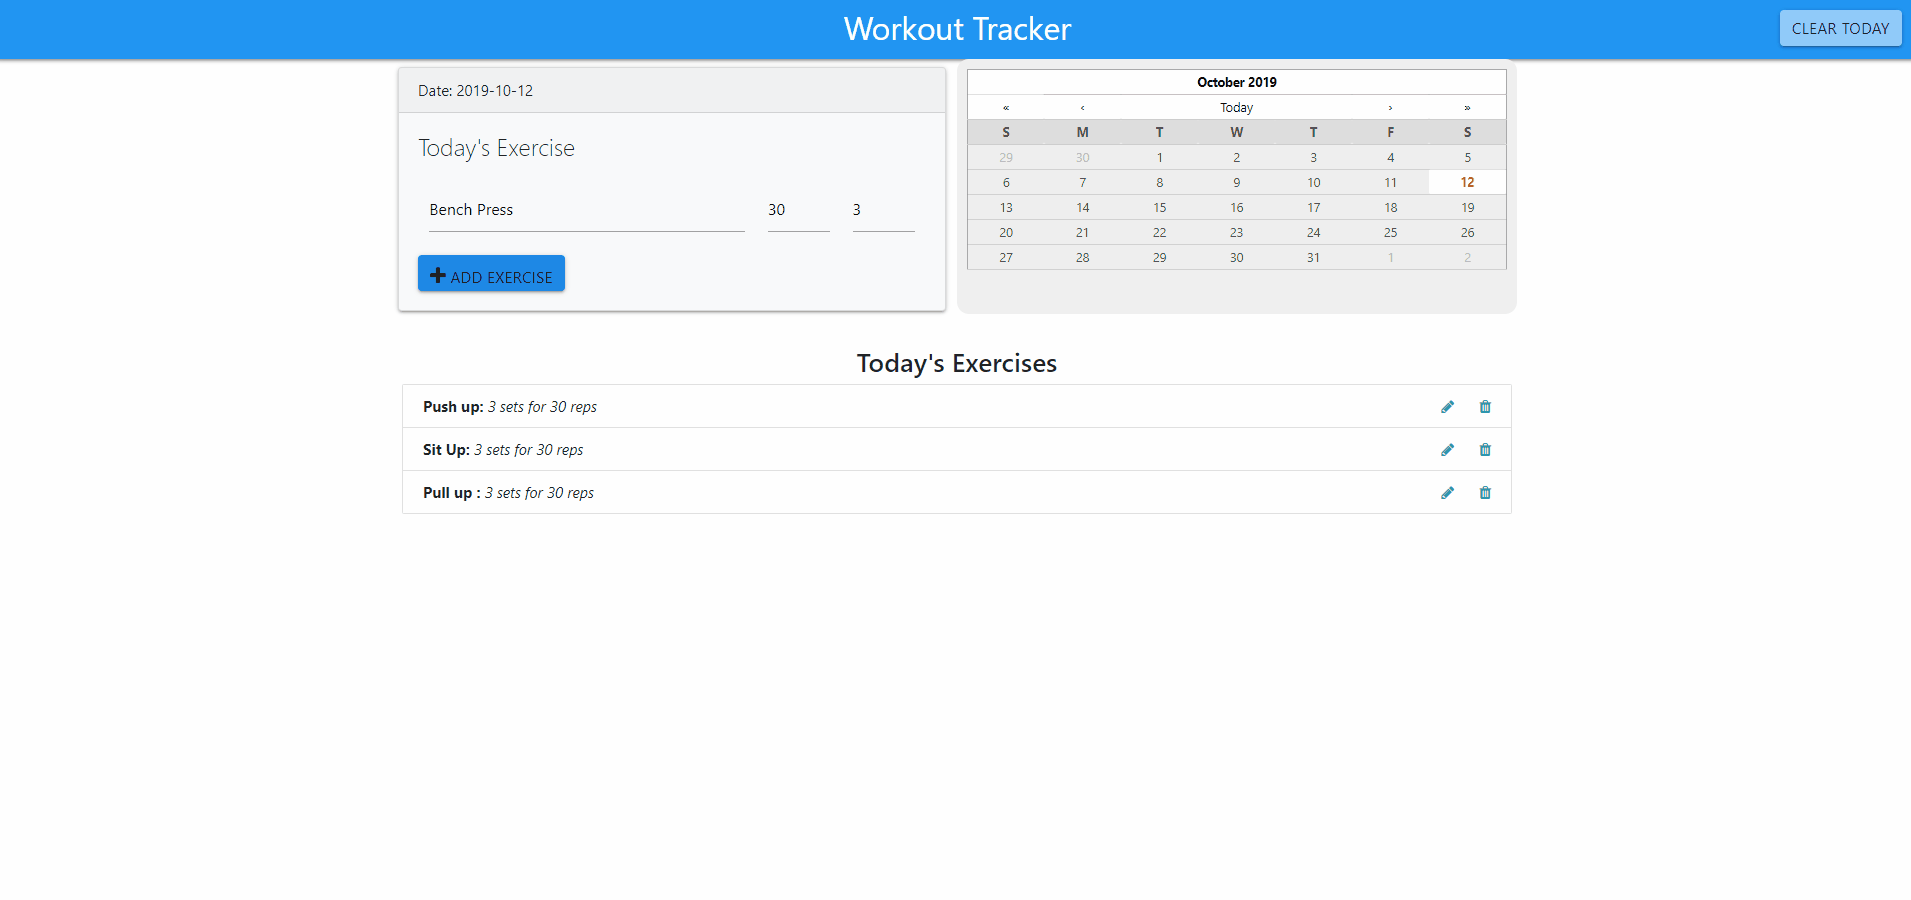 Workout Tracker
CLEAR TODAY
Date: 2019-10-12
Today's Exercise
Bench Press 30 3
ADD EXERCISE
October 2019
« ‹ Today › »
S M T W T F S
29 30 1 2 3 4 5
6 7 8 9 10 11 12
13 14 15 16 17 18 19
20 21 22 23 24 25 26
27 28 29 30 31 1 2
Today's Exercises
Push up: 3 sets for 30 reps
Sit Up: 3 sets for 30 reps
Pull up : 3 sets for 30 reps